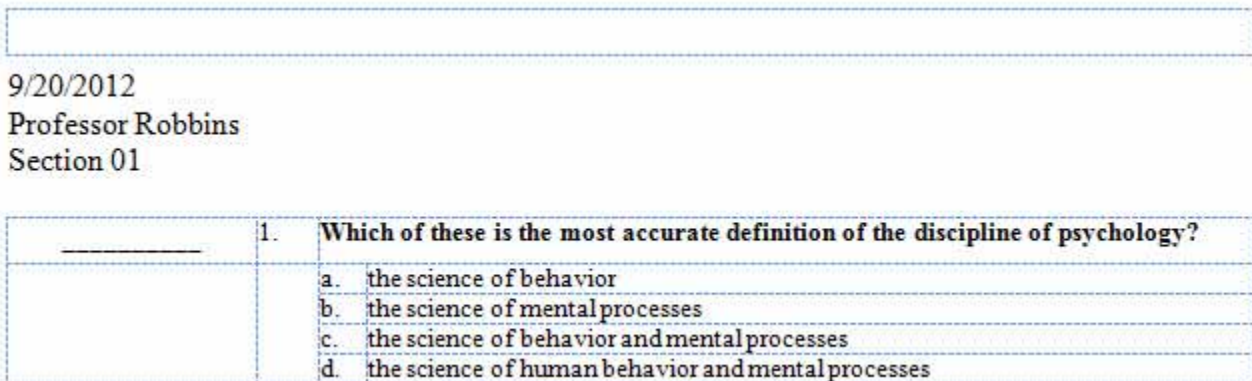 9/20/2012
Professor Robbins
Section 01
__________ 1. Which of these is the most accurate definition of the discipline of psychology?
a. the science of behavior
b. the science of mental processes
c. the science of behavior and mental processes
d. the science of human behavior and mental processes